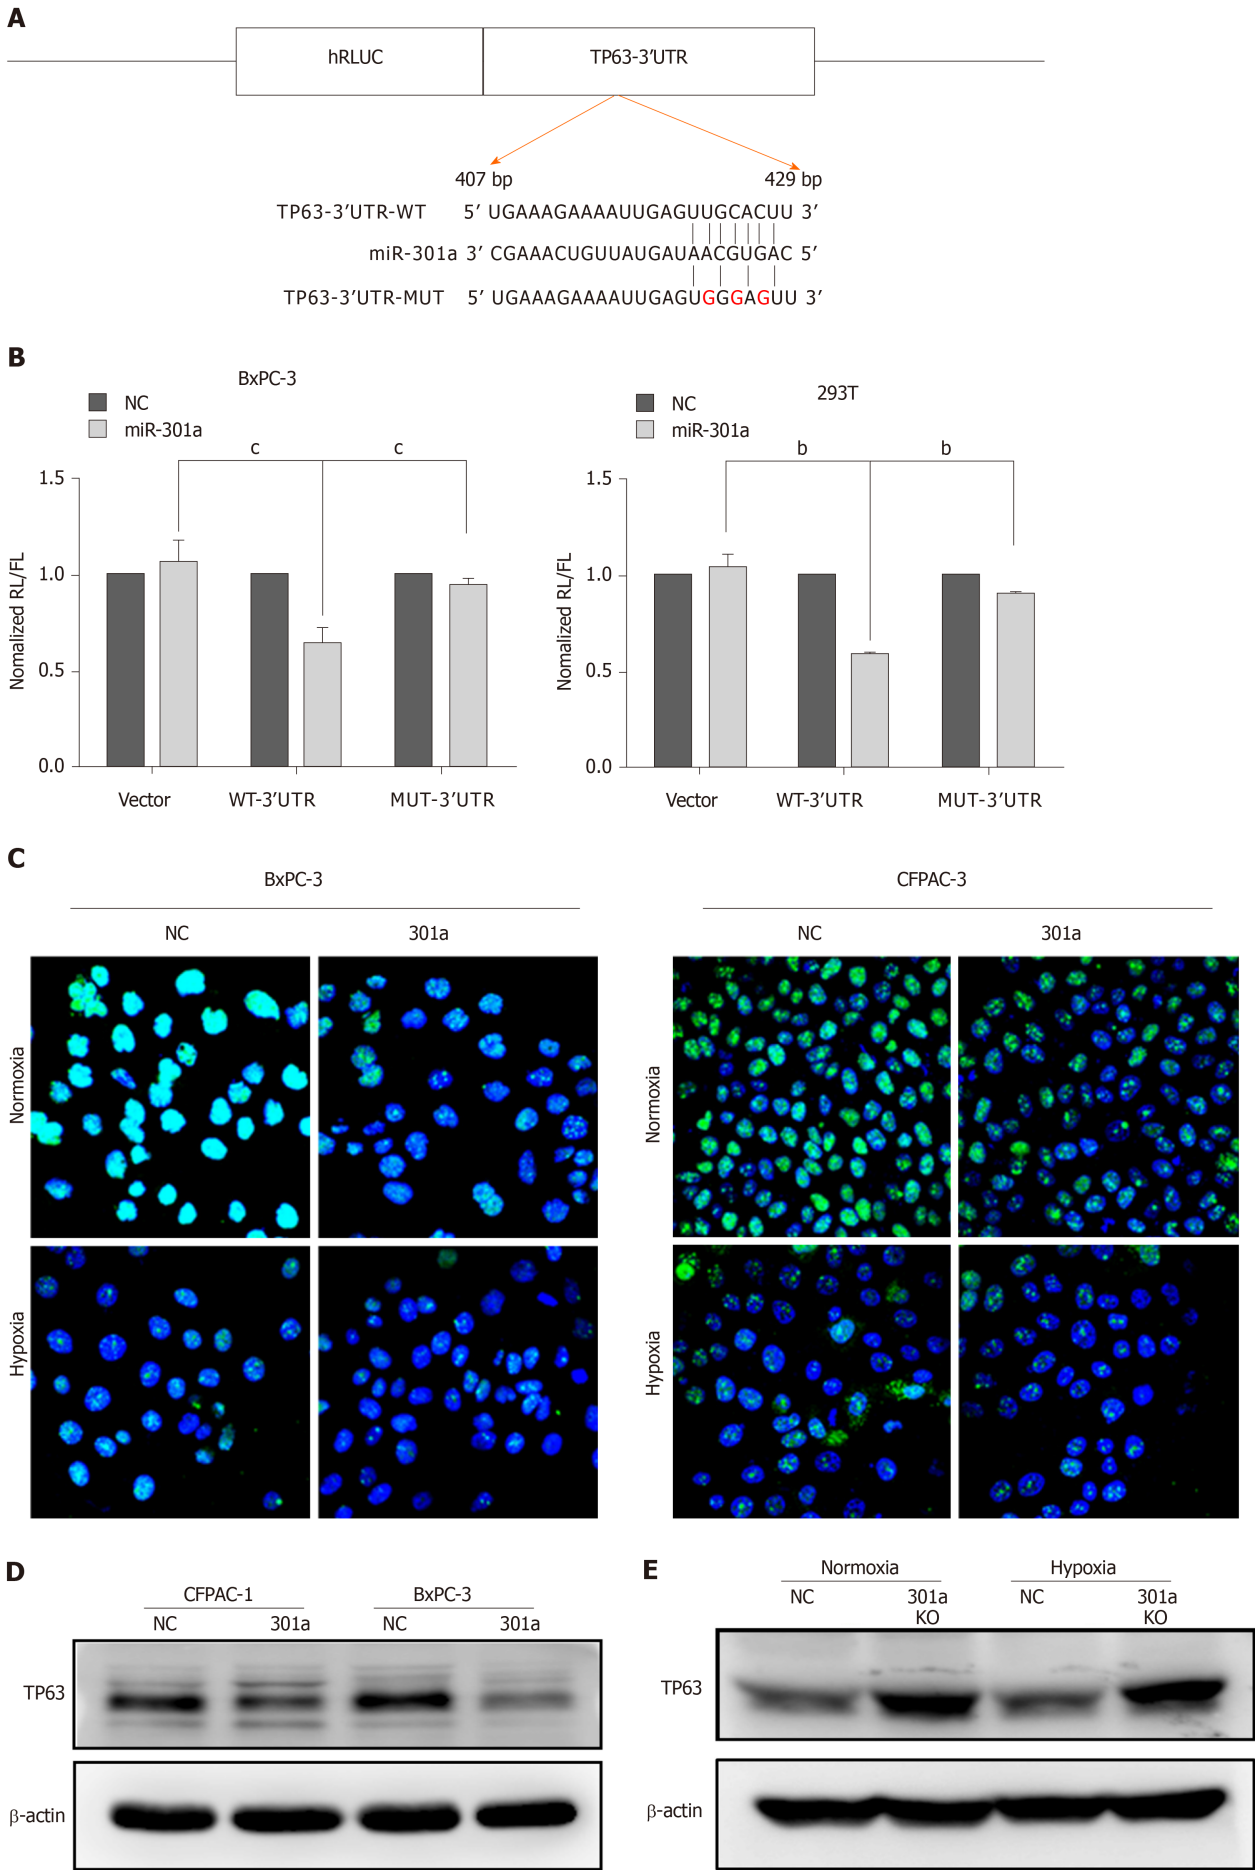 A
hRLUC TP63-3′UTR
407 bp 429 bp
TP63-3′UTR-WT 5′ UGAAAGAAAAUUGAGUUGCACUU 3′
miR-301a 3′ CGAAACUGUUAUGAUAACGUGAC 5′
TP63-3′UTR-MUT 5′ UGAAAGAAAAUUGAGUGGGAGUU 3′
B
BxPC-3
NC
miR-301a
c c
Nomalized RL/FL
1.5
1.0
0.5
0.0
Vector WT-3′UTR MUT-3′UTR
293T
NC
miR-301a
b b
Nomalized RL/FL
1.5
1.0
0.5
0.0
Vector WT-3′UTR MUT-3′UTR
C
BxPC-3 CFPAC-3
NC 301a NC 301a
Normoxia Normoxia
Hypoxia Hypoxia
D
CFPAC-1 BxPC-3
NC 301a NC 301a
TP63
β-actin
E
Normoxia Hypoxia
NC 301a KO NC 301a KO
TP63
β-actin